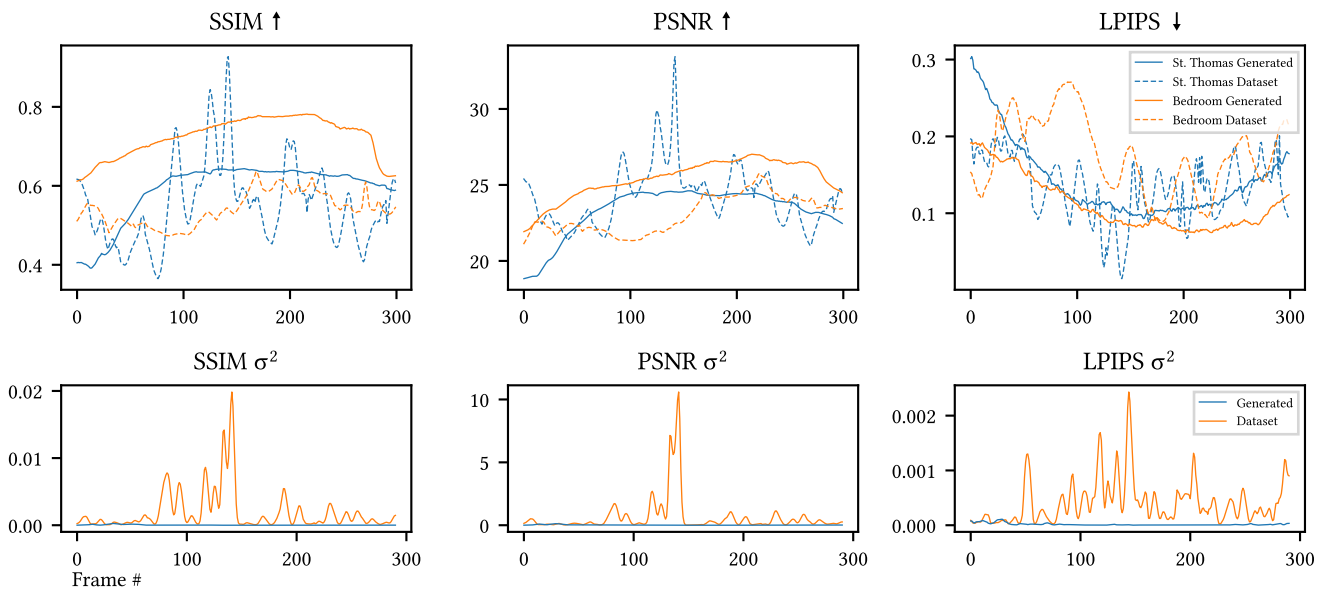 SSIM ↑
0.8
0.6
0.4
0 100 200 300
PSNR ↑
30
25
20
0 100 200 300
LPIPS ↓
0.3
0.2
0.1
0 100 200 300
St. Thomas Generated
St. Thomas Dataset
Bedroom Generated
Bedroom Dataset
SSIM σ²
0.02
0.01
0.00
0 100 200 300
Frame #
PSNR σ²
10
5
0
0 100 200 300
LPIPS σ²
0.002
0.001
0.000
0 100 200 300
Generated
Dataset